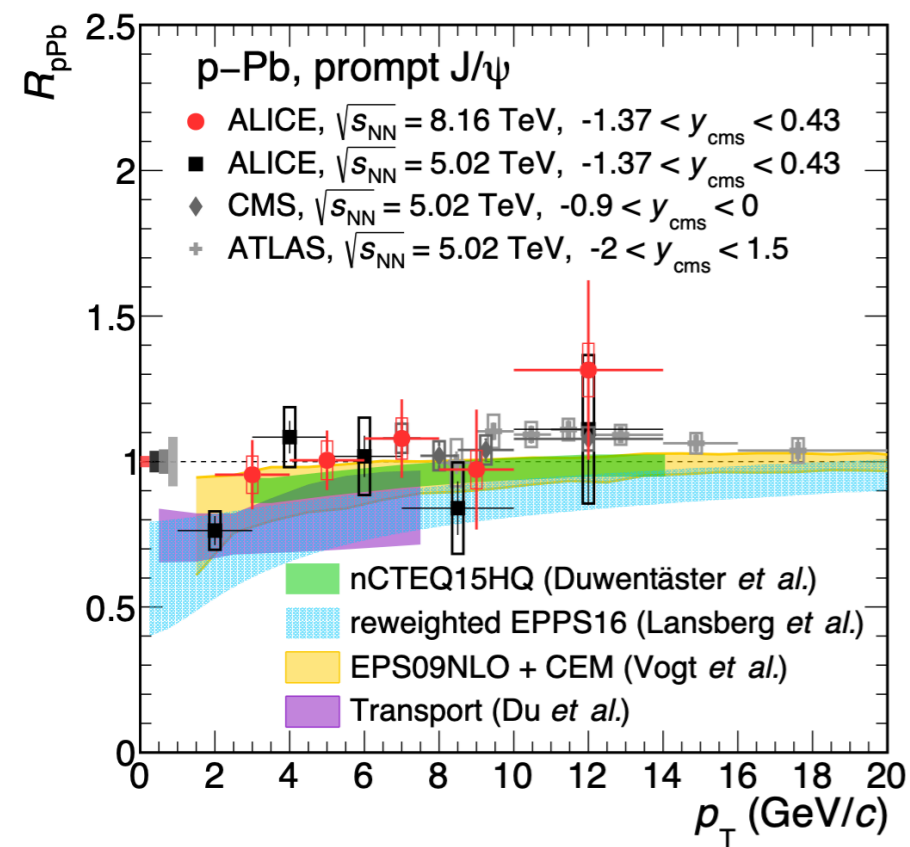 R_pPb
2.5
2
1.5
1
0.5
0
p−Pb, prompt J/ψ
ALICE, √s_NN = 8.16 TeV, -1.37 < y_cms < 0.43
ALICE, √s_NN = 5.02 TeV, -1.37 < y_cms < 0.43
CMS, √s_NN = 5.02 TeV, -0.9 < y_cms < 0
ATLAS, √s_NN = 5.02 TeV, -2 < y_cms < 1.5
nCTEQ15HQ (Duwentäster et al.)
reweighted EPPS16 (Lansberg et al.)
EPS09NLO + CEM (Vogt et al.)
Transport (Du et al.)
0 2 4 6 8 10 12 14 16 18 20
p_T (GeV/c)